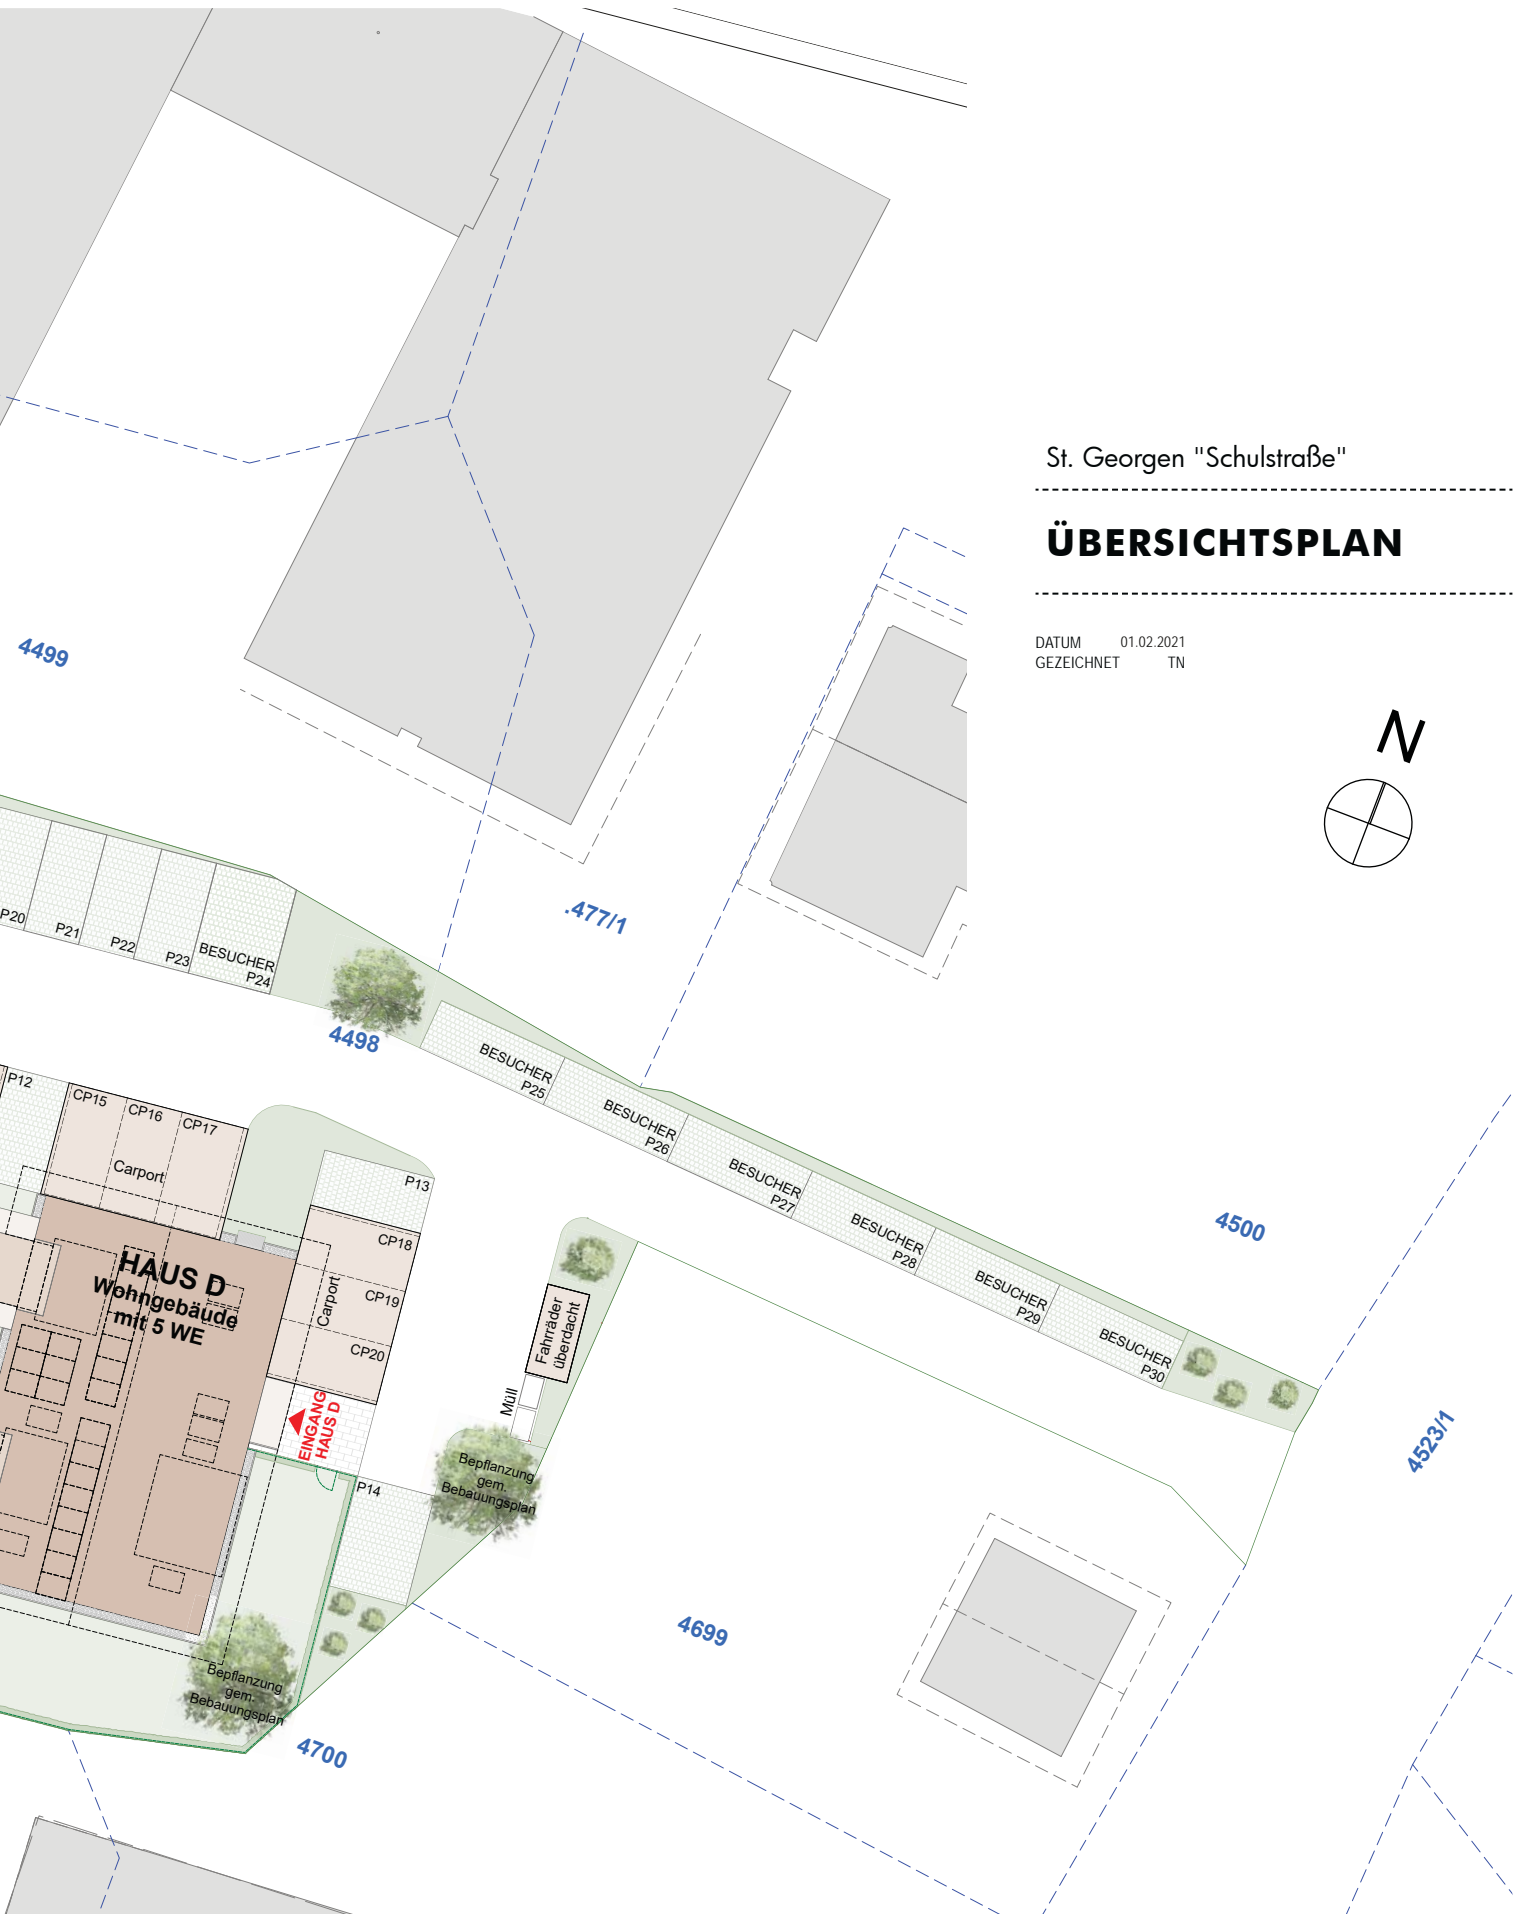 St. Georgen "Schulstraße"
ÜBERSICHTSPLAN
DATUM 01.02.2021
GEZEICHNET TN
N
4499
.477/1
P20
P21
P22
P23
BESUCHER
P24
4498
BESUCHER
P25
BESUCHER
P26
BESUCHER
P27
BESUCHER
P28
BESUCHER
P29
BESUCHER
P30
4500
4523/1
P12
CP15
CP16
CP17
Carport
P13
CP18
CP19
CP20
Carport
HAUS D
Wohngebäude
mit 5 WE
EINGANG
HAUS D
Fahrräder
überdacht
Müll
P14
Bepflanzung
gem.
Bebauungsplan
Bepflanzung
gem.
Bebauungsplan
4699
4700